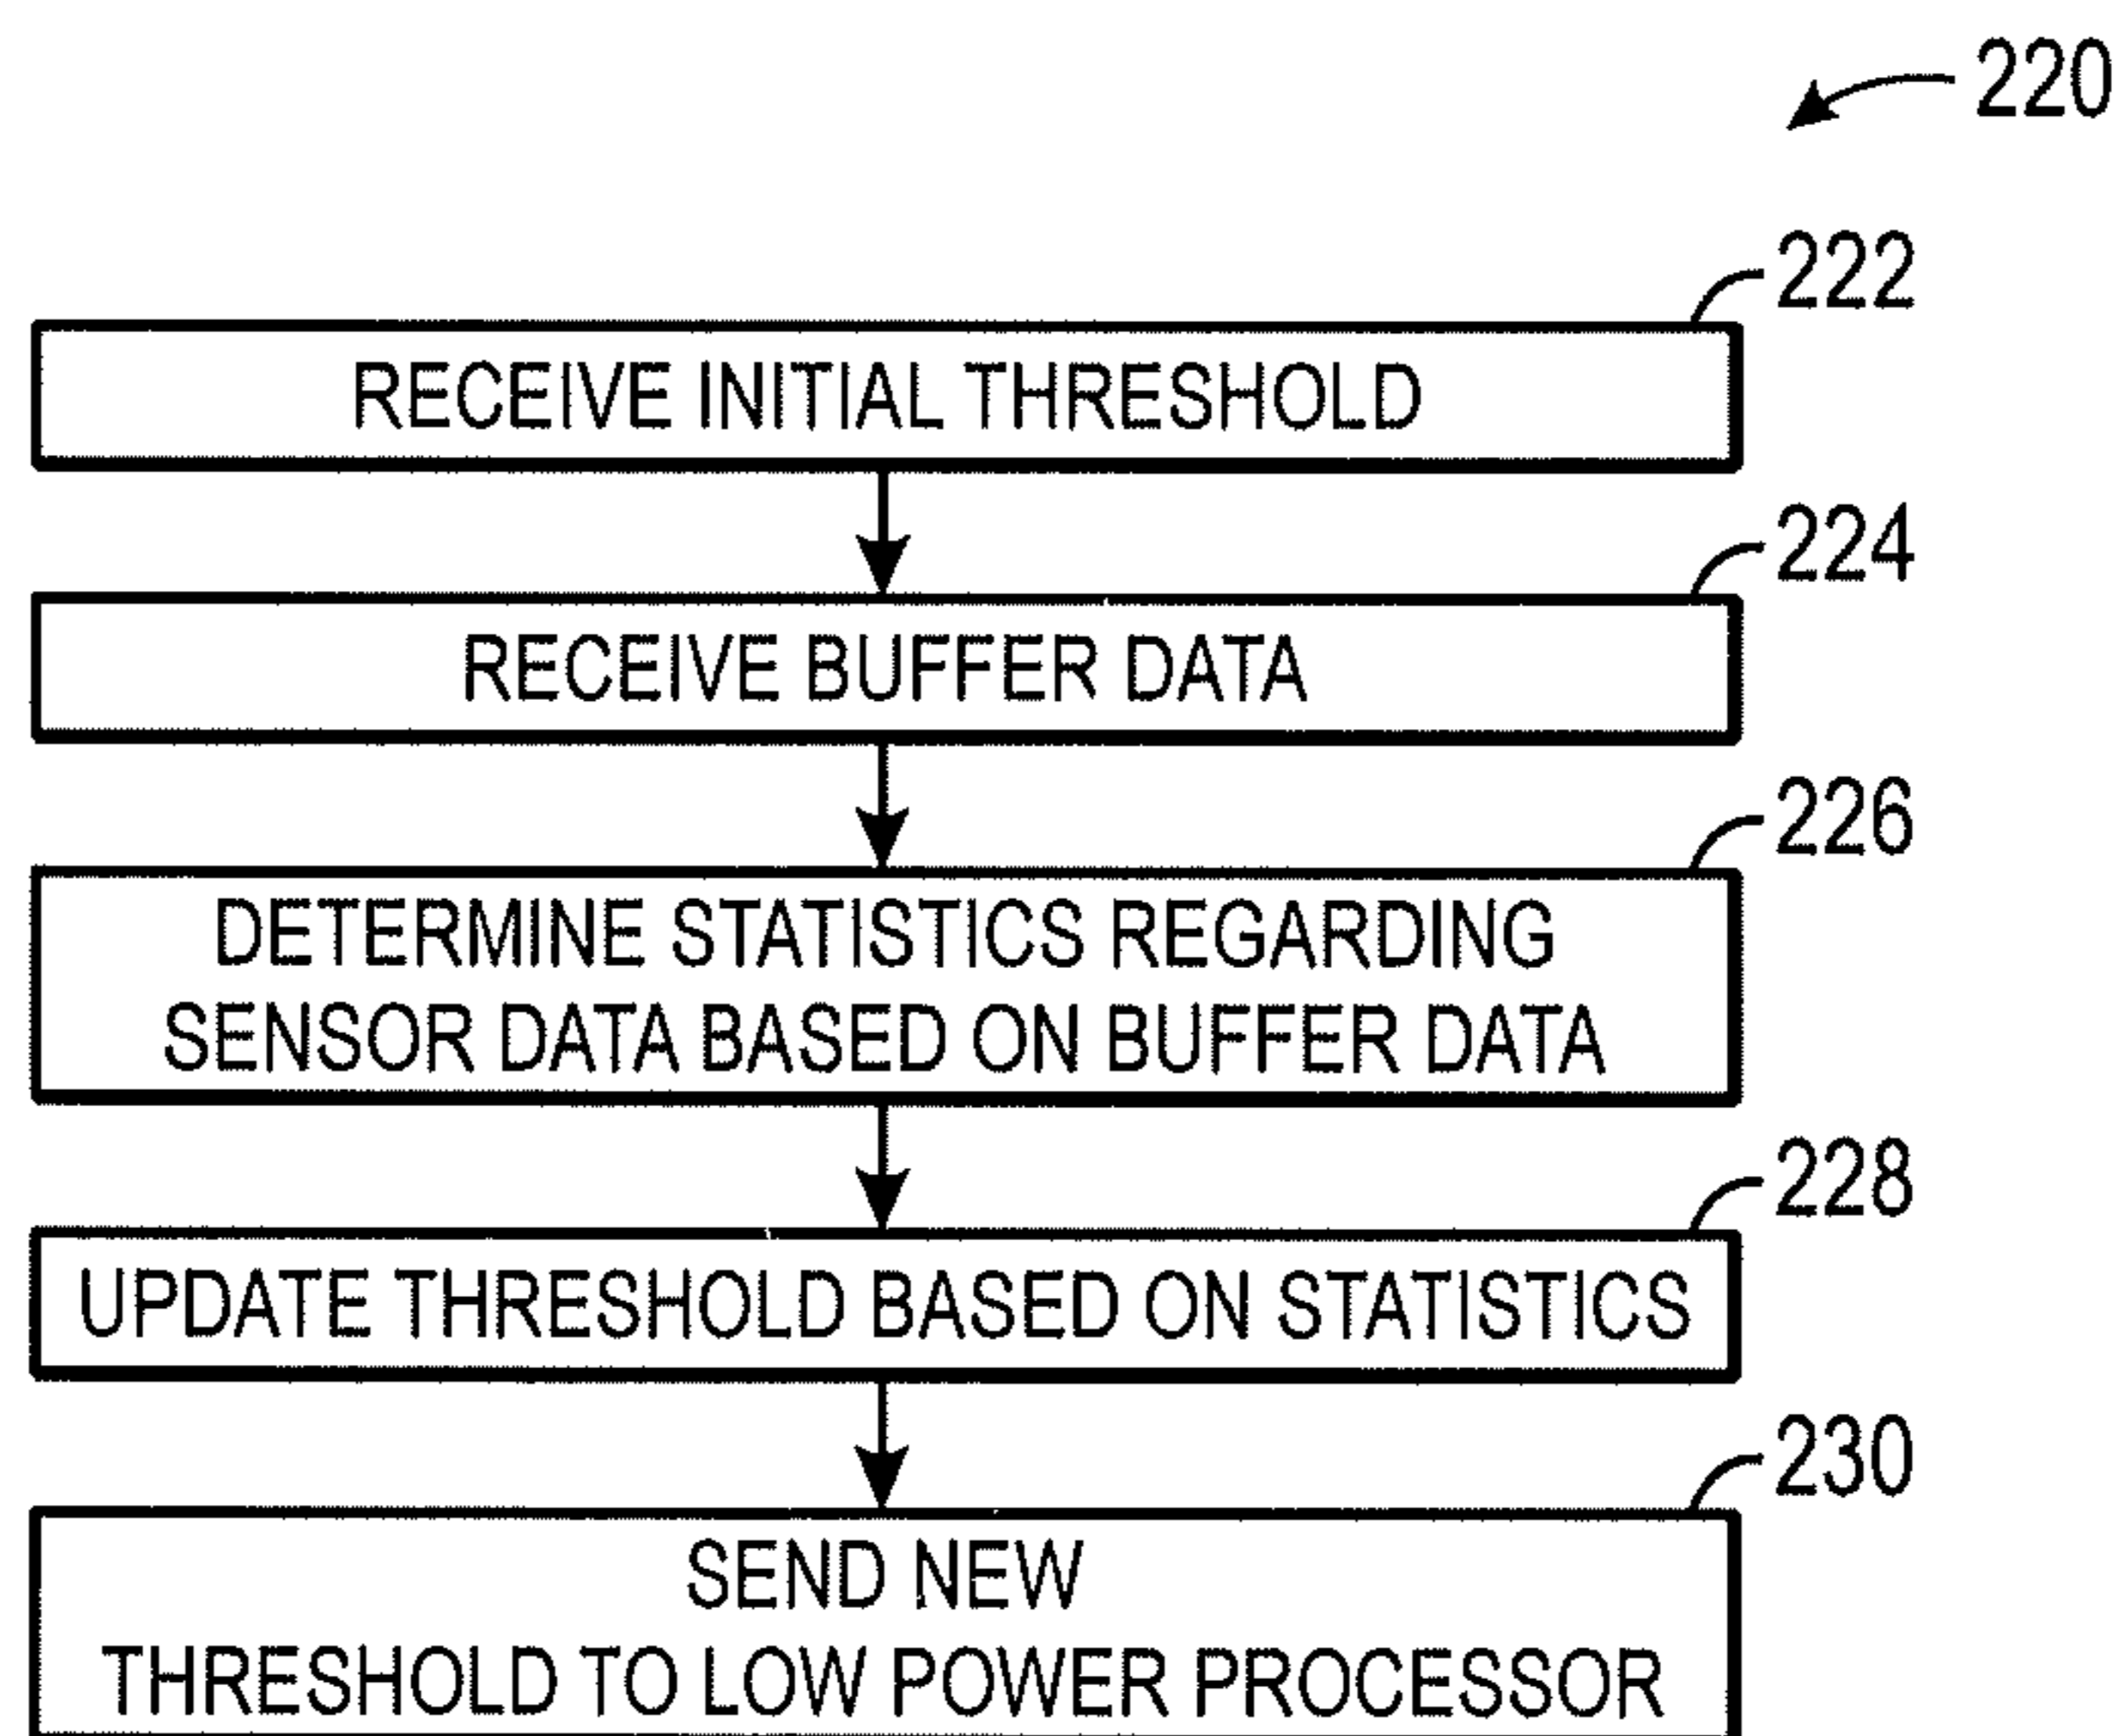 220
222
RECEIVE INITIAL THRESHOLD
224
RECEIVE BUFFER DATA
226
DETERMINE STATISTICS REGARDING
SENSOR DATA BASED ON BUFFER DATA
228
UPDATE THRESHOLD BASED ON STATISTICS
230
SEND NEW
THRESHOLD TO LOW POWER PROCESSOR